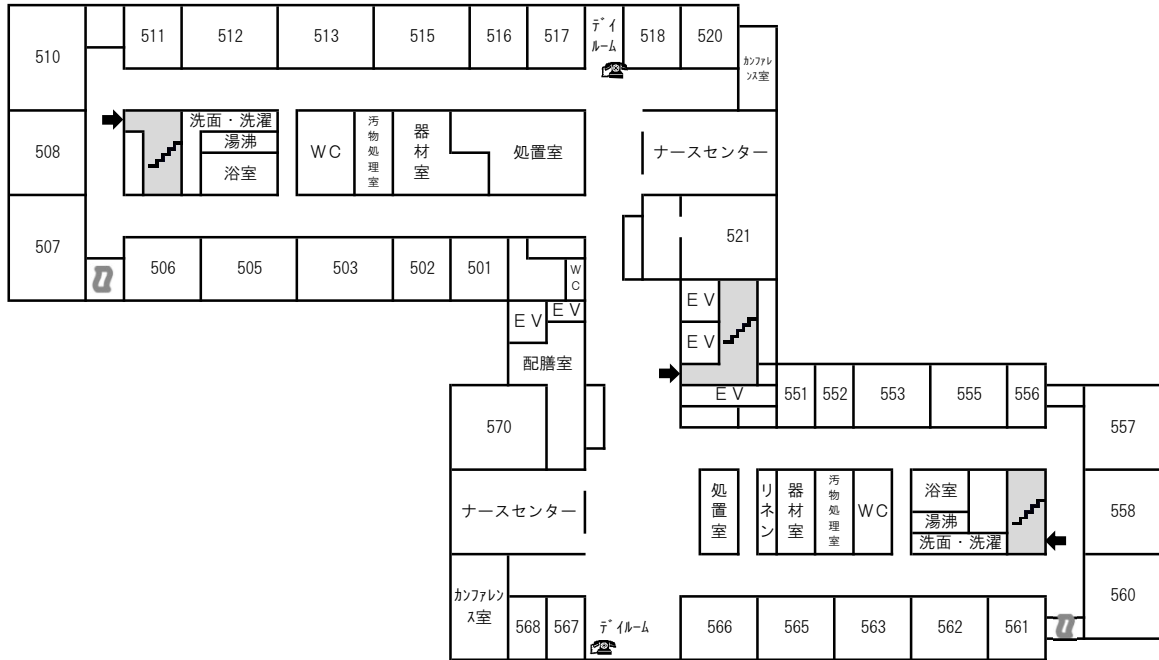 510
511
512
513
515
516
517
ﾃﾞｲ
ﾙｰﾑ
518
520
ｶﾝﾌｧﾚ
ﾝｽ室
508
洗面・洗濯
湯沸
浴室
ＷＣ
汚物処理室
器材室
処置室
ナースセンター
507
506
505
503
502
501
WC
521
ＥＶ
ＥＶ
ＥＶ
ＥＶ
配膳室
ＥＶ
551
552
553
555
556
557
570
ナースセンター
処置室
リネン
器材室
汚物処理室
ＷＣ
浴室
湯沸
洗面・洗濯
558
560
ｶﾝﾌｧﾚﾝ
ｽ室
568
567
ﾃﾞｲﾙｰﾑ
566
565
563
562
561